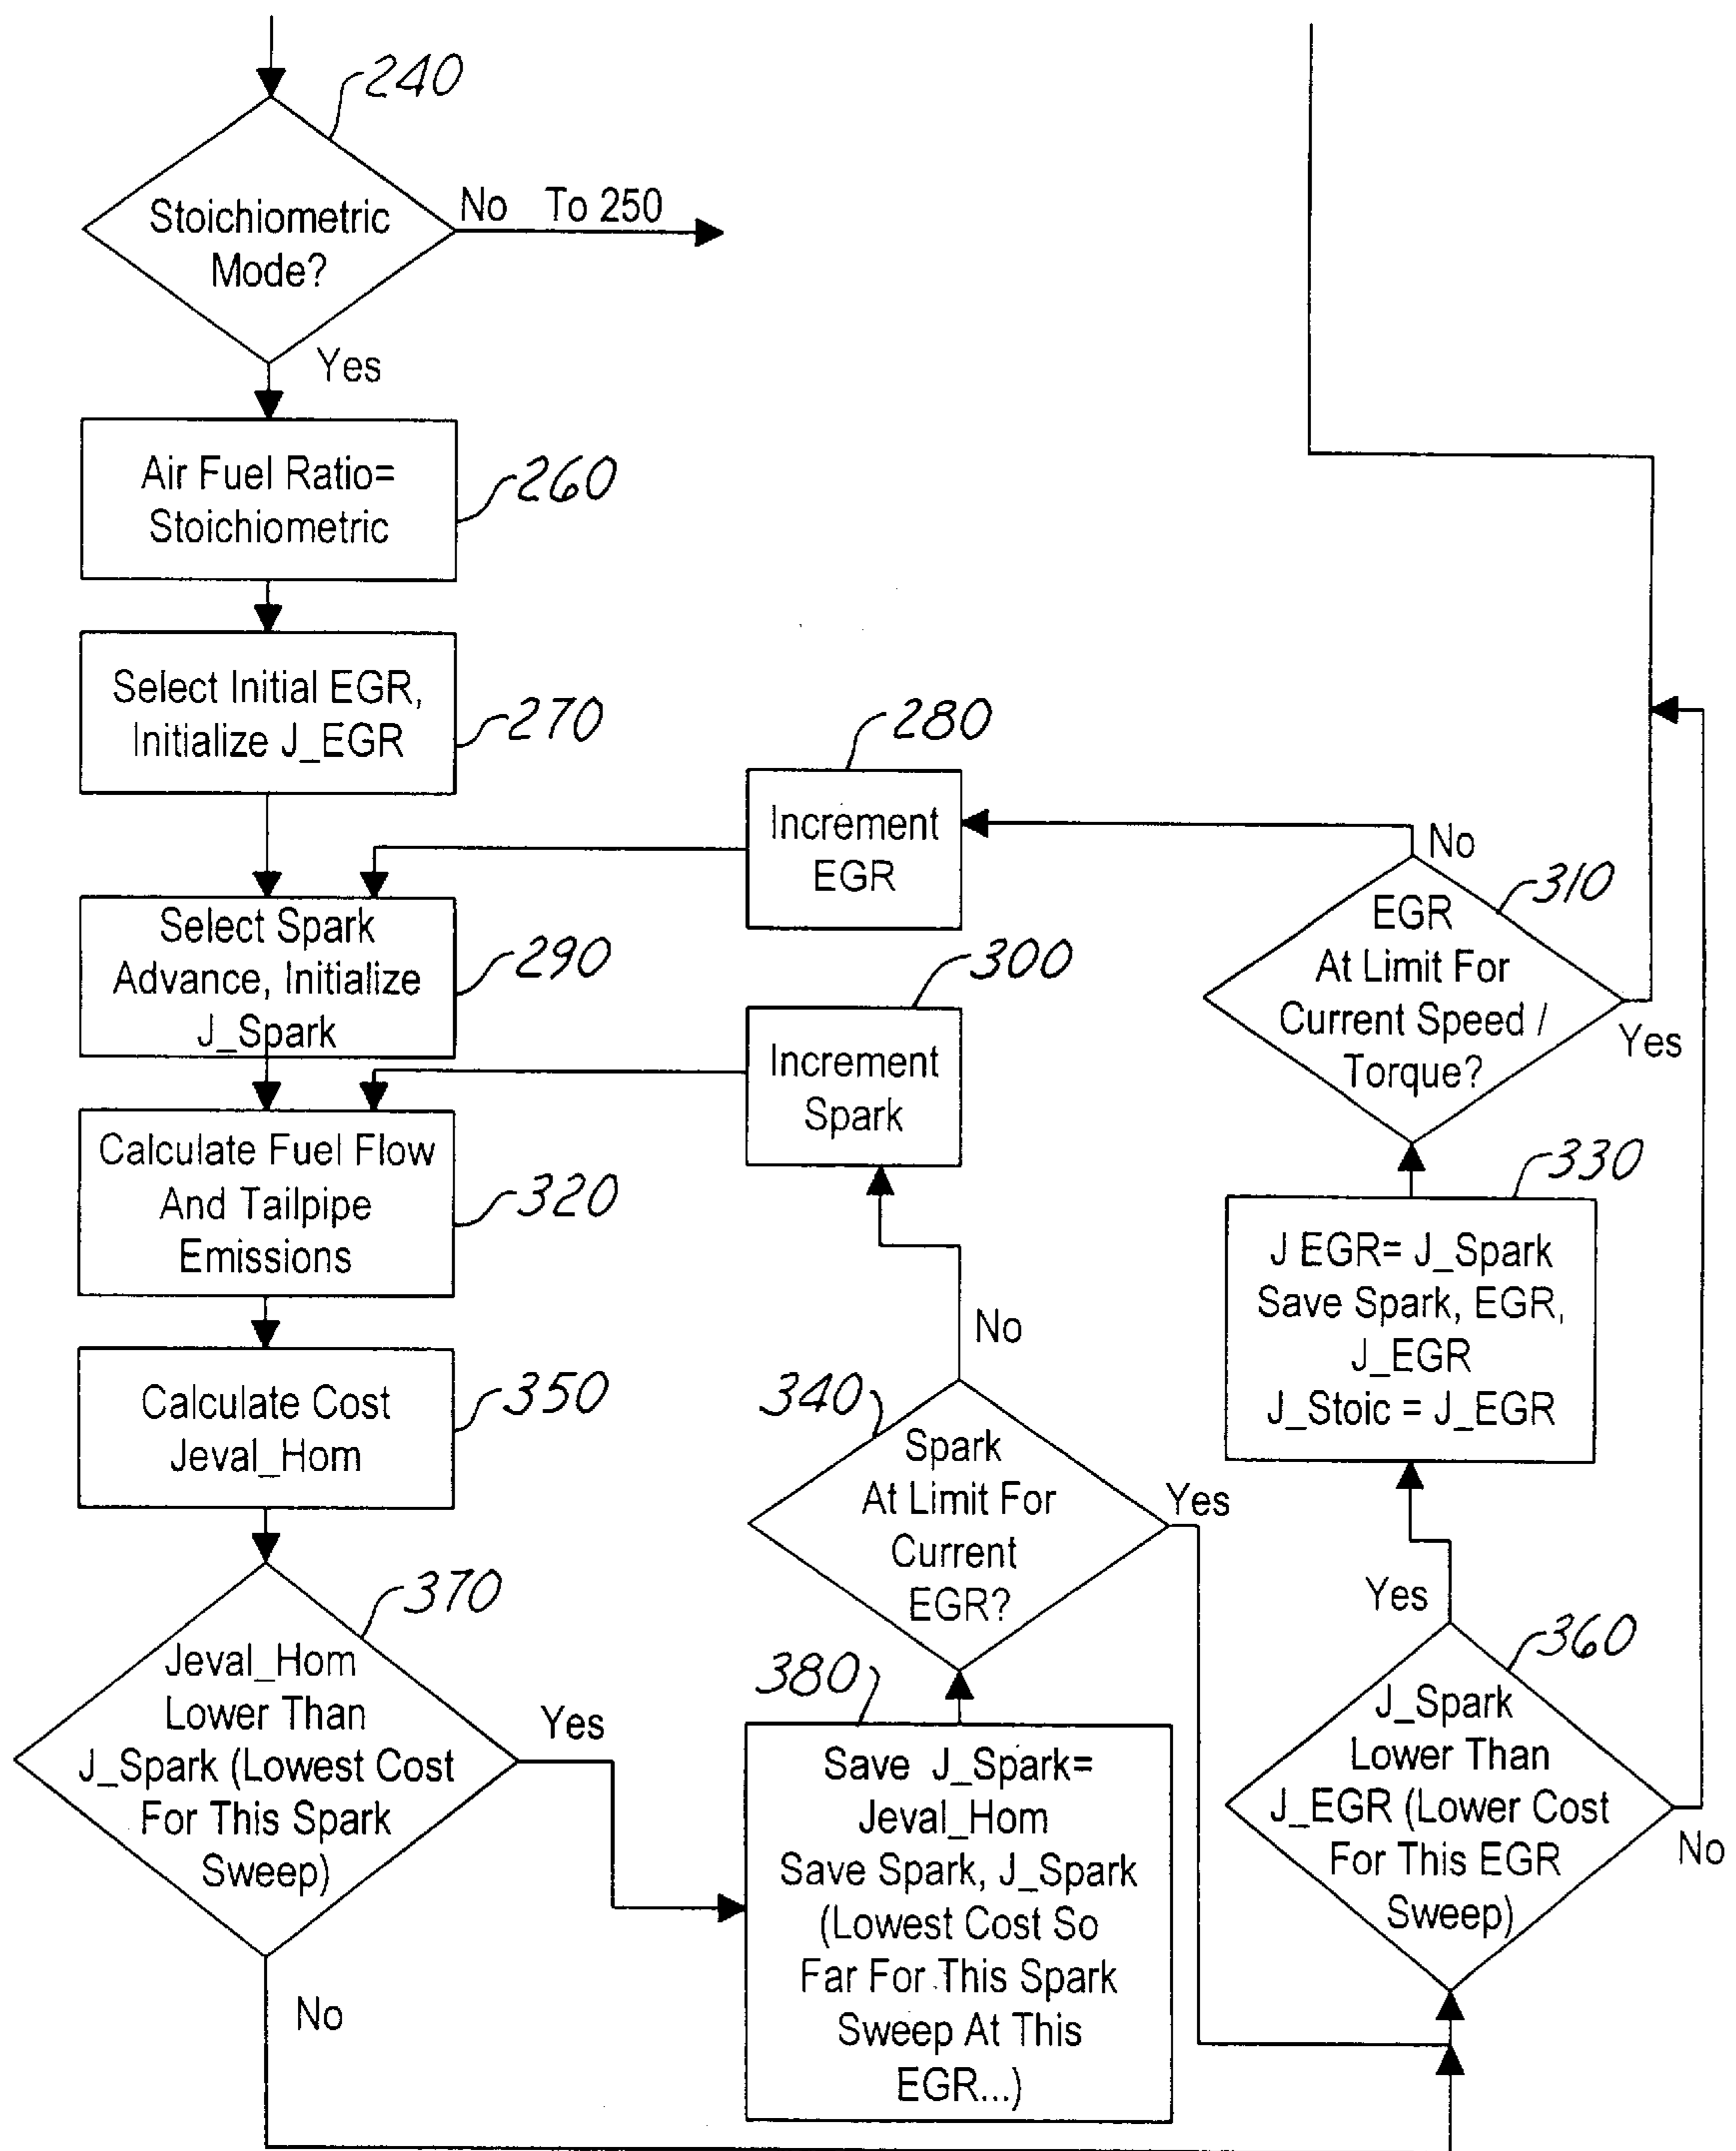 240
Stoichiometric
Mode?
No To 250
Yes
Air Fuel Ratio=
Stoichiometric
260
Select Initial EGR,
Initialize J_EGR
270
Increment
EGR
280
Select Spark
Advance, Initialize
J_Spark
290
Increment
Spark
300
No
EGR
At Limit For
Current Speed /
Torque?
310
Yes
Calculate Fuel Flow
And Tailpipe
Emissions
320
J EGR= J_Spark
Save Spark, EGR,
J_EGR
J_Stoic = J_EGR
330
Calculate Cost
Jeval_Hom
350
No
340
Spark
At Limit For
Current
EGR?
Yes
Yes
360
J_Spark
Lower Than
J_EGR (Lower Cost
For This EGR
Sweep)
No
370
Jeval_Hom
Lower Than
J_Spark (Lowest Cost
For This Spark
Sweep)
Yes
No
380
Save J_Spark=
Jeval_Hom
Save Spark, J_Spark
(Lowest Cost So
Far For This Spark
Sweep At This
EGR...)